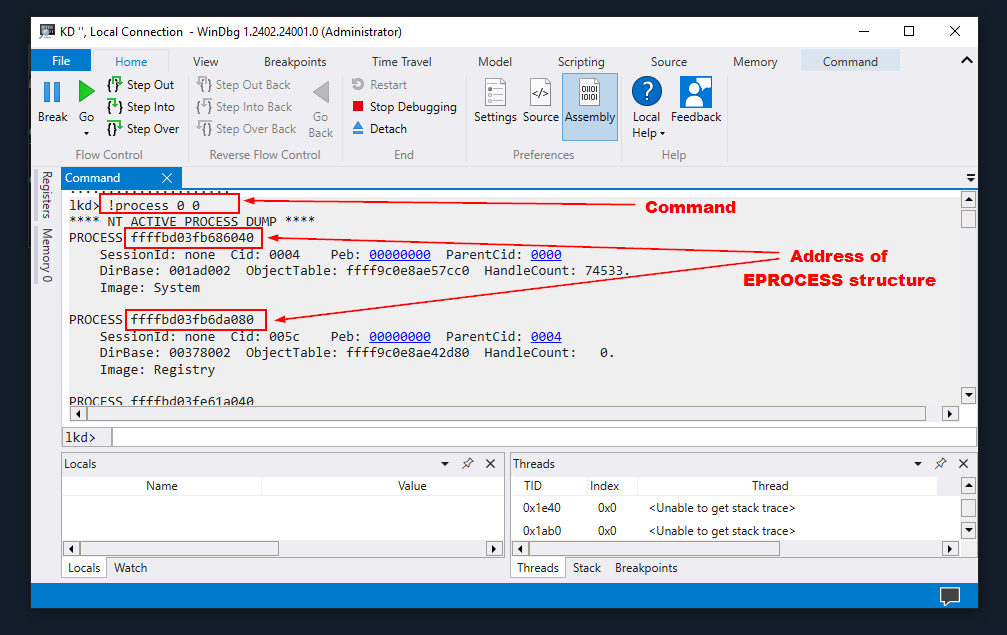 KD '', Local Connection - WinDbg 1.2402.24001.0 (Administrator)
File Home View Breakpoints Time Travel Model Scripting Source Memory Command
Break
Go
Step Out
Step Into
Step Over
Flow Control
Step Out Back
Step Into Back
Step Over Back
Go Back
Reverse Flow Control
Restart
Stop Debugging
Detach
End
Settings
Source
Assembly
Preferences
Local Help
Feedback
Help
Registers
Memory 0
Command
lkd> !process 0 0
Command
**** NT ACTIVE PROCESS DUMP ****
PROCESS ffffbd03fb686040
SessionId: none Cid: 0004 Peb: 00000000 ParentCid: 0000
DirBase: 001ad002 ObjectTable: ffff9c0e8ae57cc0 HandleCount: 74533.
Image: System
Address of
EPROCESS structure
PROCESS ffffbd03fb6da080
SessionId: none Cid: 005c Peb: 00000000 ParentCid: 0004
DirBase: 00378002 ObjectTable: ffff9c0e8ae42d80 HandleCount: 0.
Image: Registry
PROCESS ffffbd03fe61a040
lkd>
Locals
Name Value
Locals Watch
Threads
TID Index Thread
0x1e40 0x0 <Unable to get stack trace>
0x1ab0 0x0 <Unable to get stack trace>
Threads Stack Breakpoints